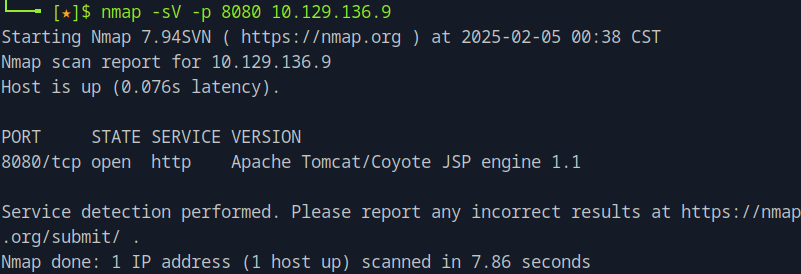 └──╼ [★]$ nmap -sV -p 8080 10.129.136.9
Starting Nmap 7.94SVN ( https://nmap.org ) at 2025-02-05 00:38 CST
Nmap scan report for 10.129.136.9
Host is up (0.076s latency).
PORT     STATE SERVICE VERSION
8080/tcp open  http    Apache Tomcat/Coyote JSP engine 1.1
Service detection performed. Please report any incorrect results at https://nmap
.org/submit/ .
Nmap done: 1 IP address (1 host up) scanned in 7.86 seconds